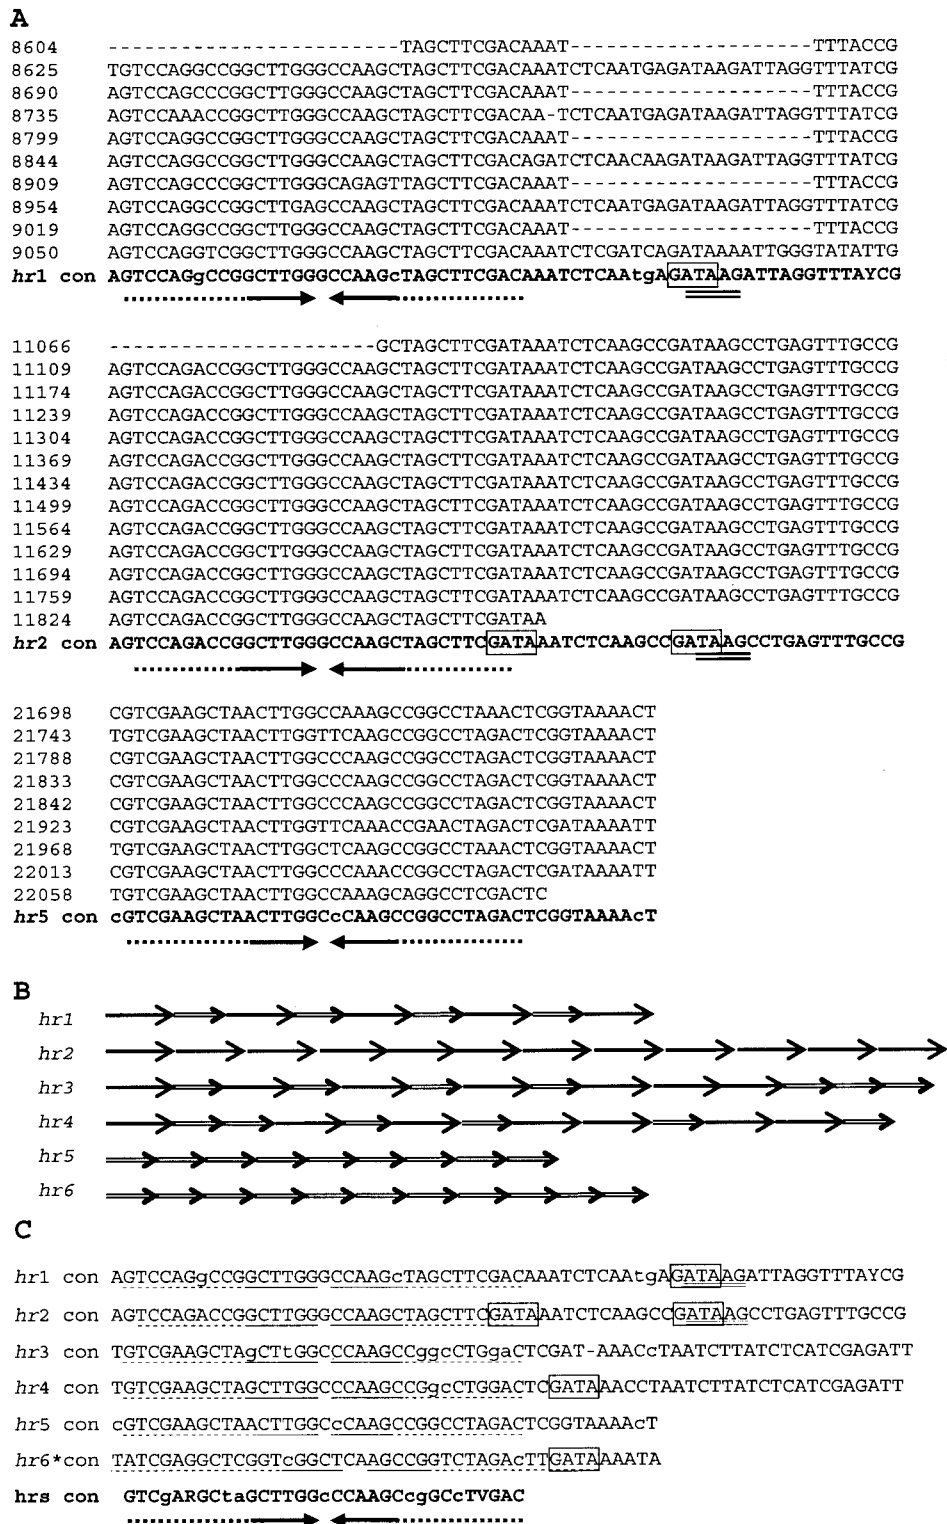 A
8604 -----------------------------TAGCTTCGACAAAT------------------------TTTACCG
8625 TGTCCAGGCCGGCTTGGGCCAAGCTAGCTTCGACAAATCTCAATGAGATAAGATTAGGTTTATCG
8690 AGTCCAGCCCGGCTTGGGCCAAGcTAGCTTCGACAAAT------------------------TTTACCG
8735 AGTCCAAACCGGCTTGGGCCAAGCTAGCTTCGACAA-TCTCAATGAGATAAGATTAGGTTTATCG
8799 AGTCCAGGCCGGCTTGGGCCAAGCTAGCTTCGACAAAT------------------------TTTACCG
8844 AGTCCAGGCCGGCTTGGGCCAAGCTAGCTTCGACAGATCTCAACAAGATAAGATTAGGTTTATCG
8909 AGTCCAGCCCGGCTTGGGCAGAGTTAGCTTCGACAAAT------------------------TTTACCG
8954 AGTCCAGGCCGGCTTGAGCCAAGCTAGCTTCGACAAATCTCAATGAGATAAGATTAGGTTTATCG
9019 AGTCCAGGCCGGCTTGGGCCAAGCTAGCTTCGACAAAT------------------------TTTACCG
9050 AGTCCAGGTCGGCTTGGGCCAAGCTAGCTTCGACAAATCTCGATCAGATAAAATTGGGTATATTG
hr1 con AGTCCAGgCCGGCTTGGGCCAAGcTAGCTTCGACAAATCTCAAtgAGATAAGATTAGGTTTAYCG
11066 ----------------------GCTAGCTTCGATAAATCTCAAGCCGATAAGCCTGAGTTTGCCG
11109 AGTCCAGACCGGCTTGGGCCAAGCTAGCTTCGATAAATCTCAAGCCGATAAGCCTGAGTTTGCCG
11174 AGTCCAGACCGGCTTGGGCCAAGCTAGCTTCGATAAATCTCAAGCCGATAAGCCTGAGTTTGCCG
11239 AGTCCAGACCGGCTTGGGCCAAGCTAGCTTCGATAAATCTCAAGCCGATAAGCCTGAGTTTGCCG
11304 AGTCCAGACCGGCTTGGGCCAAGCTAGCTTCGATAAATCTCAAGCCGATAAGCCTGAGTTTGCCG
11369 AGTCCAGACCGGCTTGGGCCAAGCTAGCTTCGATAAATCTCAAGCCGATAAGCCTGAGTTTGCCG
11434 AGTCCAGACCGGCTTGGGCCAAGCTAGCTTCGATAAATCTCAAGCCGATAAGCCTGAGTTTGCCG
11499 AGTCCAGACCGGCTTGGGCCAAGCTAGCTTCGATAAATCTCAAGCCGATAAGCCTGAGTTTGCCG
11564 AGTCCAGACCGGCTTGGGCCAAGCTAGCTTCGATAAATCTCAAGCCGATAAGCCTGAGTTTGCCG
11629 AGTCCAGACCGGCTTGGGCCAAGCTAGCTTCGATAAATCTCAAGCCGATAAGCCTGAGTTTGCCG
11694 AGTCCAGACCGGCTTGGGCCAAGCTAGCTTCGATAAATCTCAAGCCGATAAGCCTGAGTTTGCCG
11759 AGTCCAGACCGGCTTGGGCCAAGCTAGCTTCGATAAATCTCAAGCCGATAAGCCTGAGTTTGCCG
11824 AGTCCAGACCGGCTTGGGCCAAGCTAGCTTCGATAA
hr2 con AGTCCAGACCGGCTTGGGCCAAGCTAGCTTCGATAAATCTCAAGCCGATAAGCCTGAGTTTGCCG
21698 CGTCGAAGCTAACTTGGCCAAAGCCGGCCTAAACTCGGTAAAACT
21743 TGTCGAAGCTAACTTGGTTCAAGCCGGCCTAGACTCGGTAAAACT
21788 CGTCGAAGCTAACTTGGCCCAAGCCGGCCTAGACTCGGTAAAACT
21833 CGTCGAAGCTAACTTGGCCCAAGCCGGCCTAGACTCGGTAAAACT
21842 CGTCGAAGCTAACTTGGCCCAAGCCGGCCTAGACTCGGTAAAACT
21923 CGTCGAAGCTAACTTGGTTCAAACCGAACTAGACTCGATAAAATT
21968 TGTCGAAGCTAACTTGGCTCAAGCCGGCCTAAACTCGGTAAAACT
22013 CGTCGAAGCTAACTTGGCCCAAACCGGCCTAGACTCGATAAAATT
22058 TGTCGAAGCTAACTTGGCCAAAGCAGGCCTCGACTC
hr5 con cGTCGAAGCTAACTTGGCcCAAGCCGGCCTAGACTCGGTAAAAcT
B
hr1
hr2
hr3
hr4
hr5
hr6
C
hr1 con AGTCCAGgCCGGCTTGGGCCAAGcTAGCTTCGACAAATCTCAAtgAGATAAGATTAGGTTTAYCG
hr2 con AGTCCAGACCGGCTTGGGCCAAGCTAGCTTCGATAAATCTCAAGCCGATAAGCCTGAGTTTGCCG
hr3 con TGTCGAAGCTAgCTtGGCCCAAGCCggcCTGgaCTCGAT-AAACcTAATCTTATCTCATCGAGATT
hr4 con TGTCGAAGCTAGCTTGGCCCAAGCCGgcCTGGACTCGATAAACCTAATCTTATCTCATCGAGATT
hr5 con cGTCGAAGCTAACTTGGCcCAAGCCGGCCTAGACTCGGTAAAAcT
hr6*con TATCGAGGCTCGGTcGGCTCAAGCCGGTCTAGAcTTGATAAAATA
hrs con GTCgARGCtaGCTTGGcCCAAGCcgGCcTVGAC